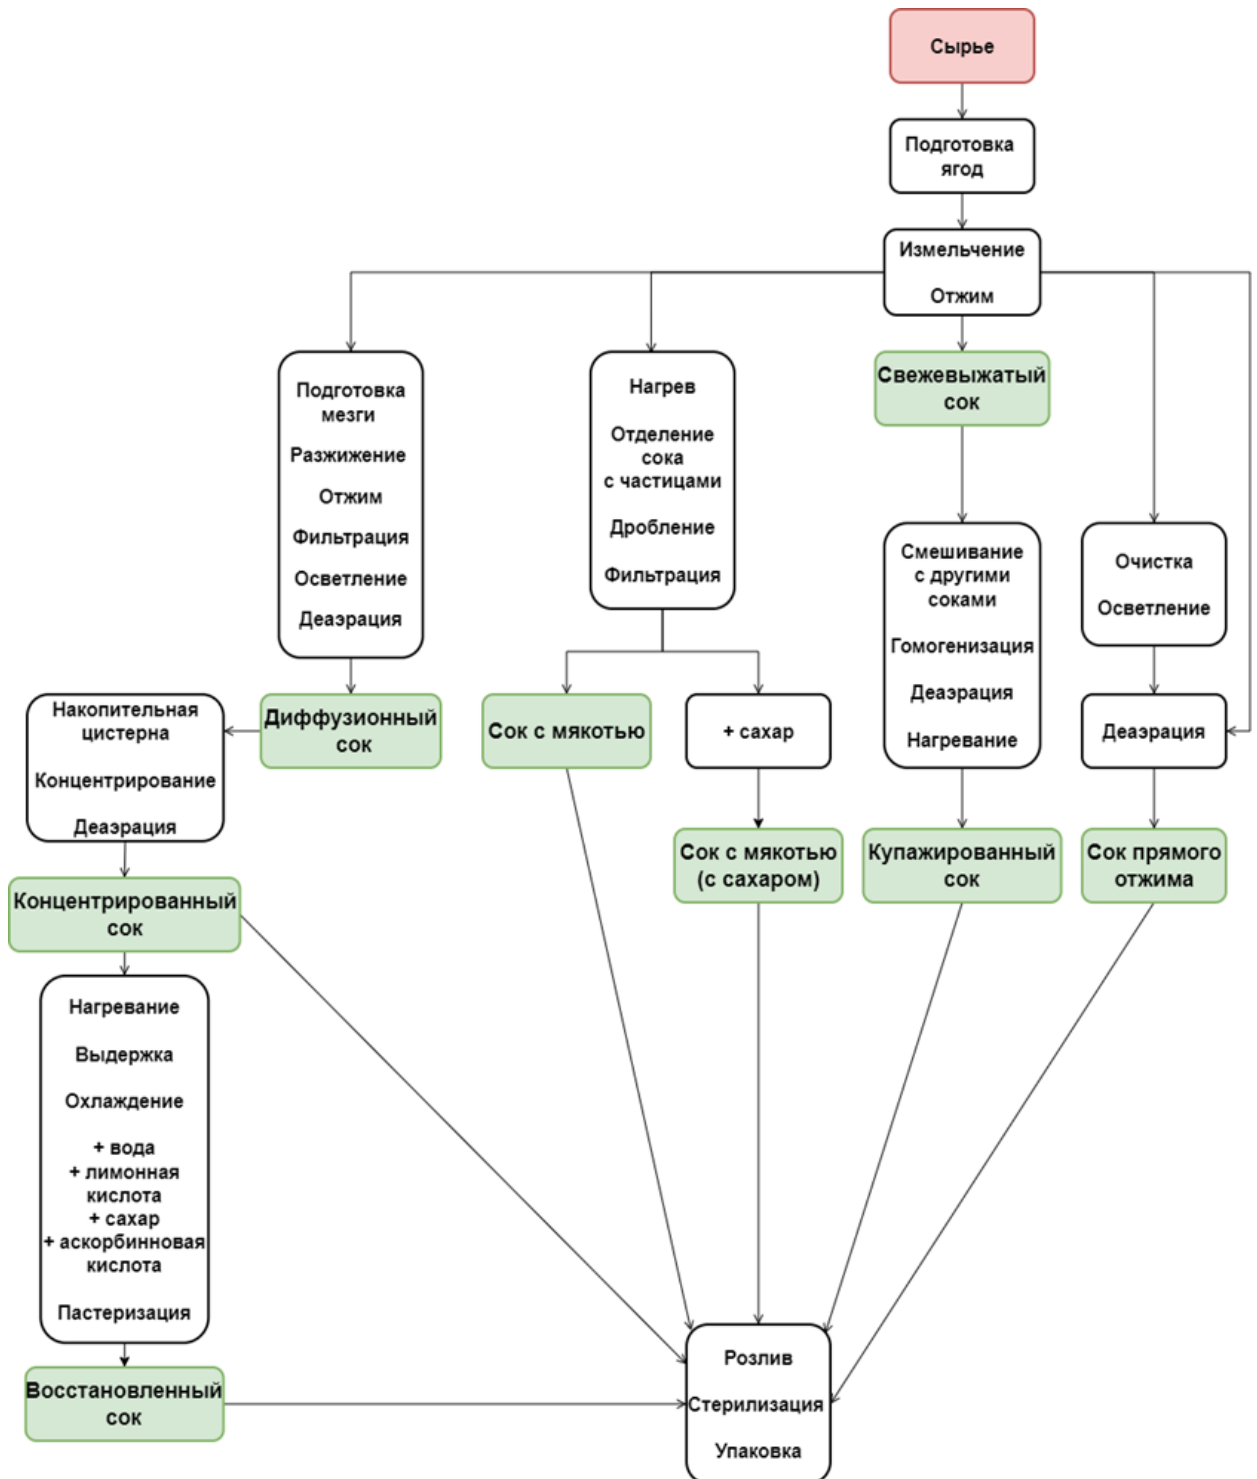 Сырье
Подготовка
ягод
Измельчение
Отжим
Подготовка
мезги
Разжижение
Отжим
Фильтрация
Осветление
Деаэрация
Нагрев
Отделение
сока
с частицами
Дробление
Фильтрация
Свежевыжатый
сок
Смешивание
с другими
соками
Гомогенизация
Деаэрация
Нагревание
Очистка
Осветление
Накопительная
цистерна
Концентрирование
Деаэрация
Диффузионный
сок
Сок с мякотью
+ сахар
Деаэрация
Сок с мякотью
(с сахаром)
Купажированный
сок
Сок прямого
отжима
Концентрированный
сок
Нагревание
Выдержка
Охлаждение
+ вода
+ лимонная
кислота
+ сахар
+ аскорбинновая
кислота
Пастеризация
Восстановленный
сок
Розлив
Стерилизация
Упаковка